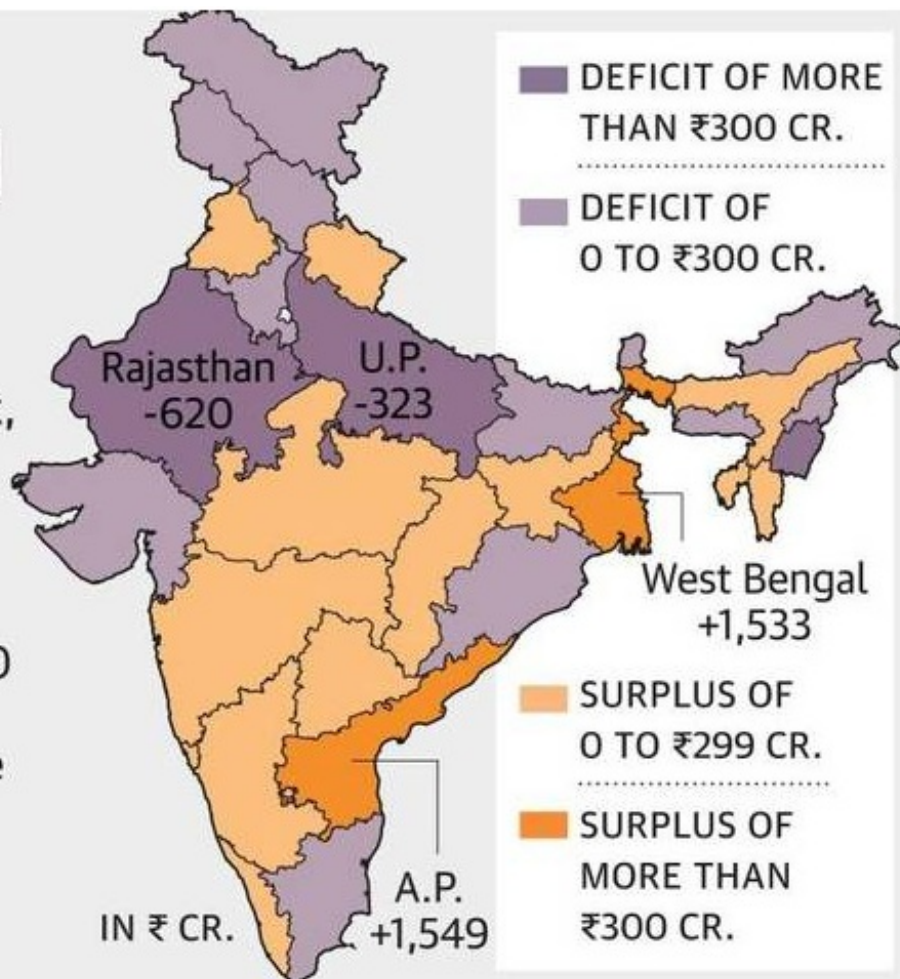 DEFICIT OF MORE
THAN ₹300 CR.
DEFICIT OF
0 TO ₹300 CR.
Rajasthan
-620
U.P.
-323
West Bengal
+1,533
SURPLUS OF
0 TO ₹299 CR.
SURPLUS OF
MORE THAN
₹300 CR.
A.P.
+1,549
IN ₹ CR.